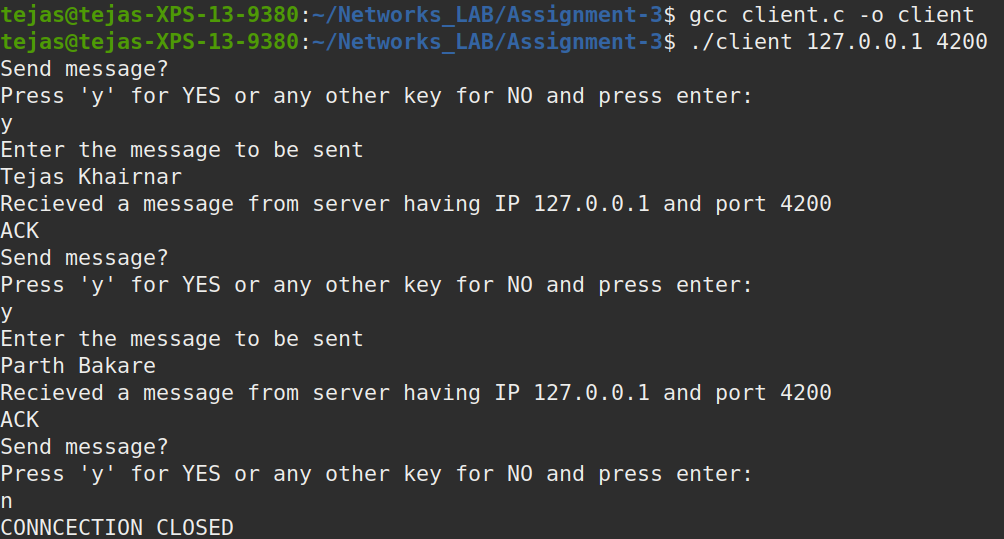 tejas@tejas-XPS-13-9380:~/Networks_LAB/Assignment-3$ gcc client.c -o client
tejas@tejas-XPS-13-9380:~/Networks_LAB/Assignment-3$ ./client 127.0.0.1 4200
Send message?
Press 'y' for YES or any other key for NO and press enter:
y
Enter the message to be sent
Tejas Khairnar
Recieved a message from server having IP 127.0.0.1 and port 4200
ACK
Send message?
Press 'y' for YES or any other key for NO and press enter:
y
Enter the message to be sent
Parth Bakare
Recieved a message from server having IP 127.0.0.1 and port 4200
ACK
Send message?
Press 'y' for YES or any other key for NO and press enter:
n
CONNCECTION CLOSED